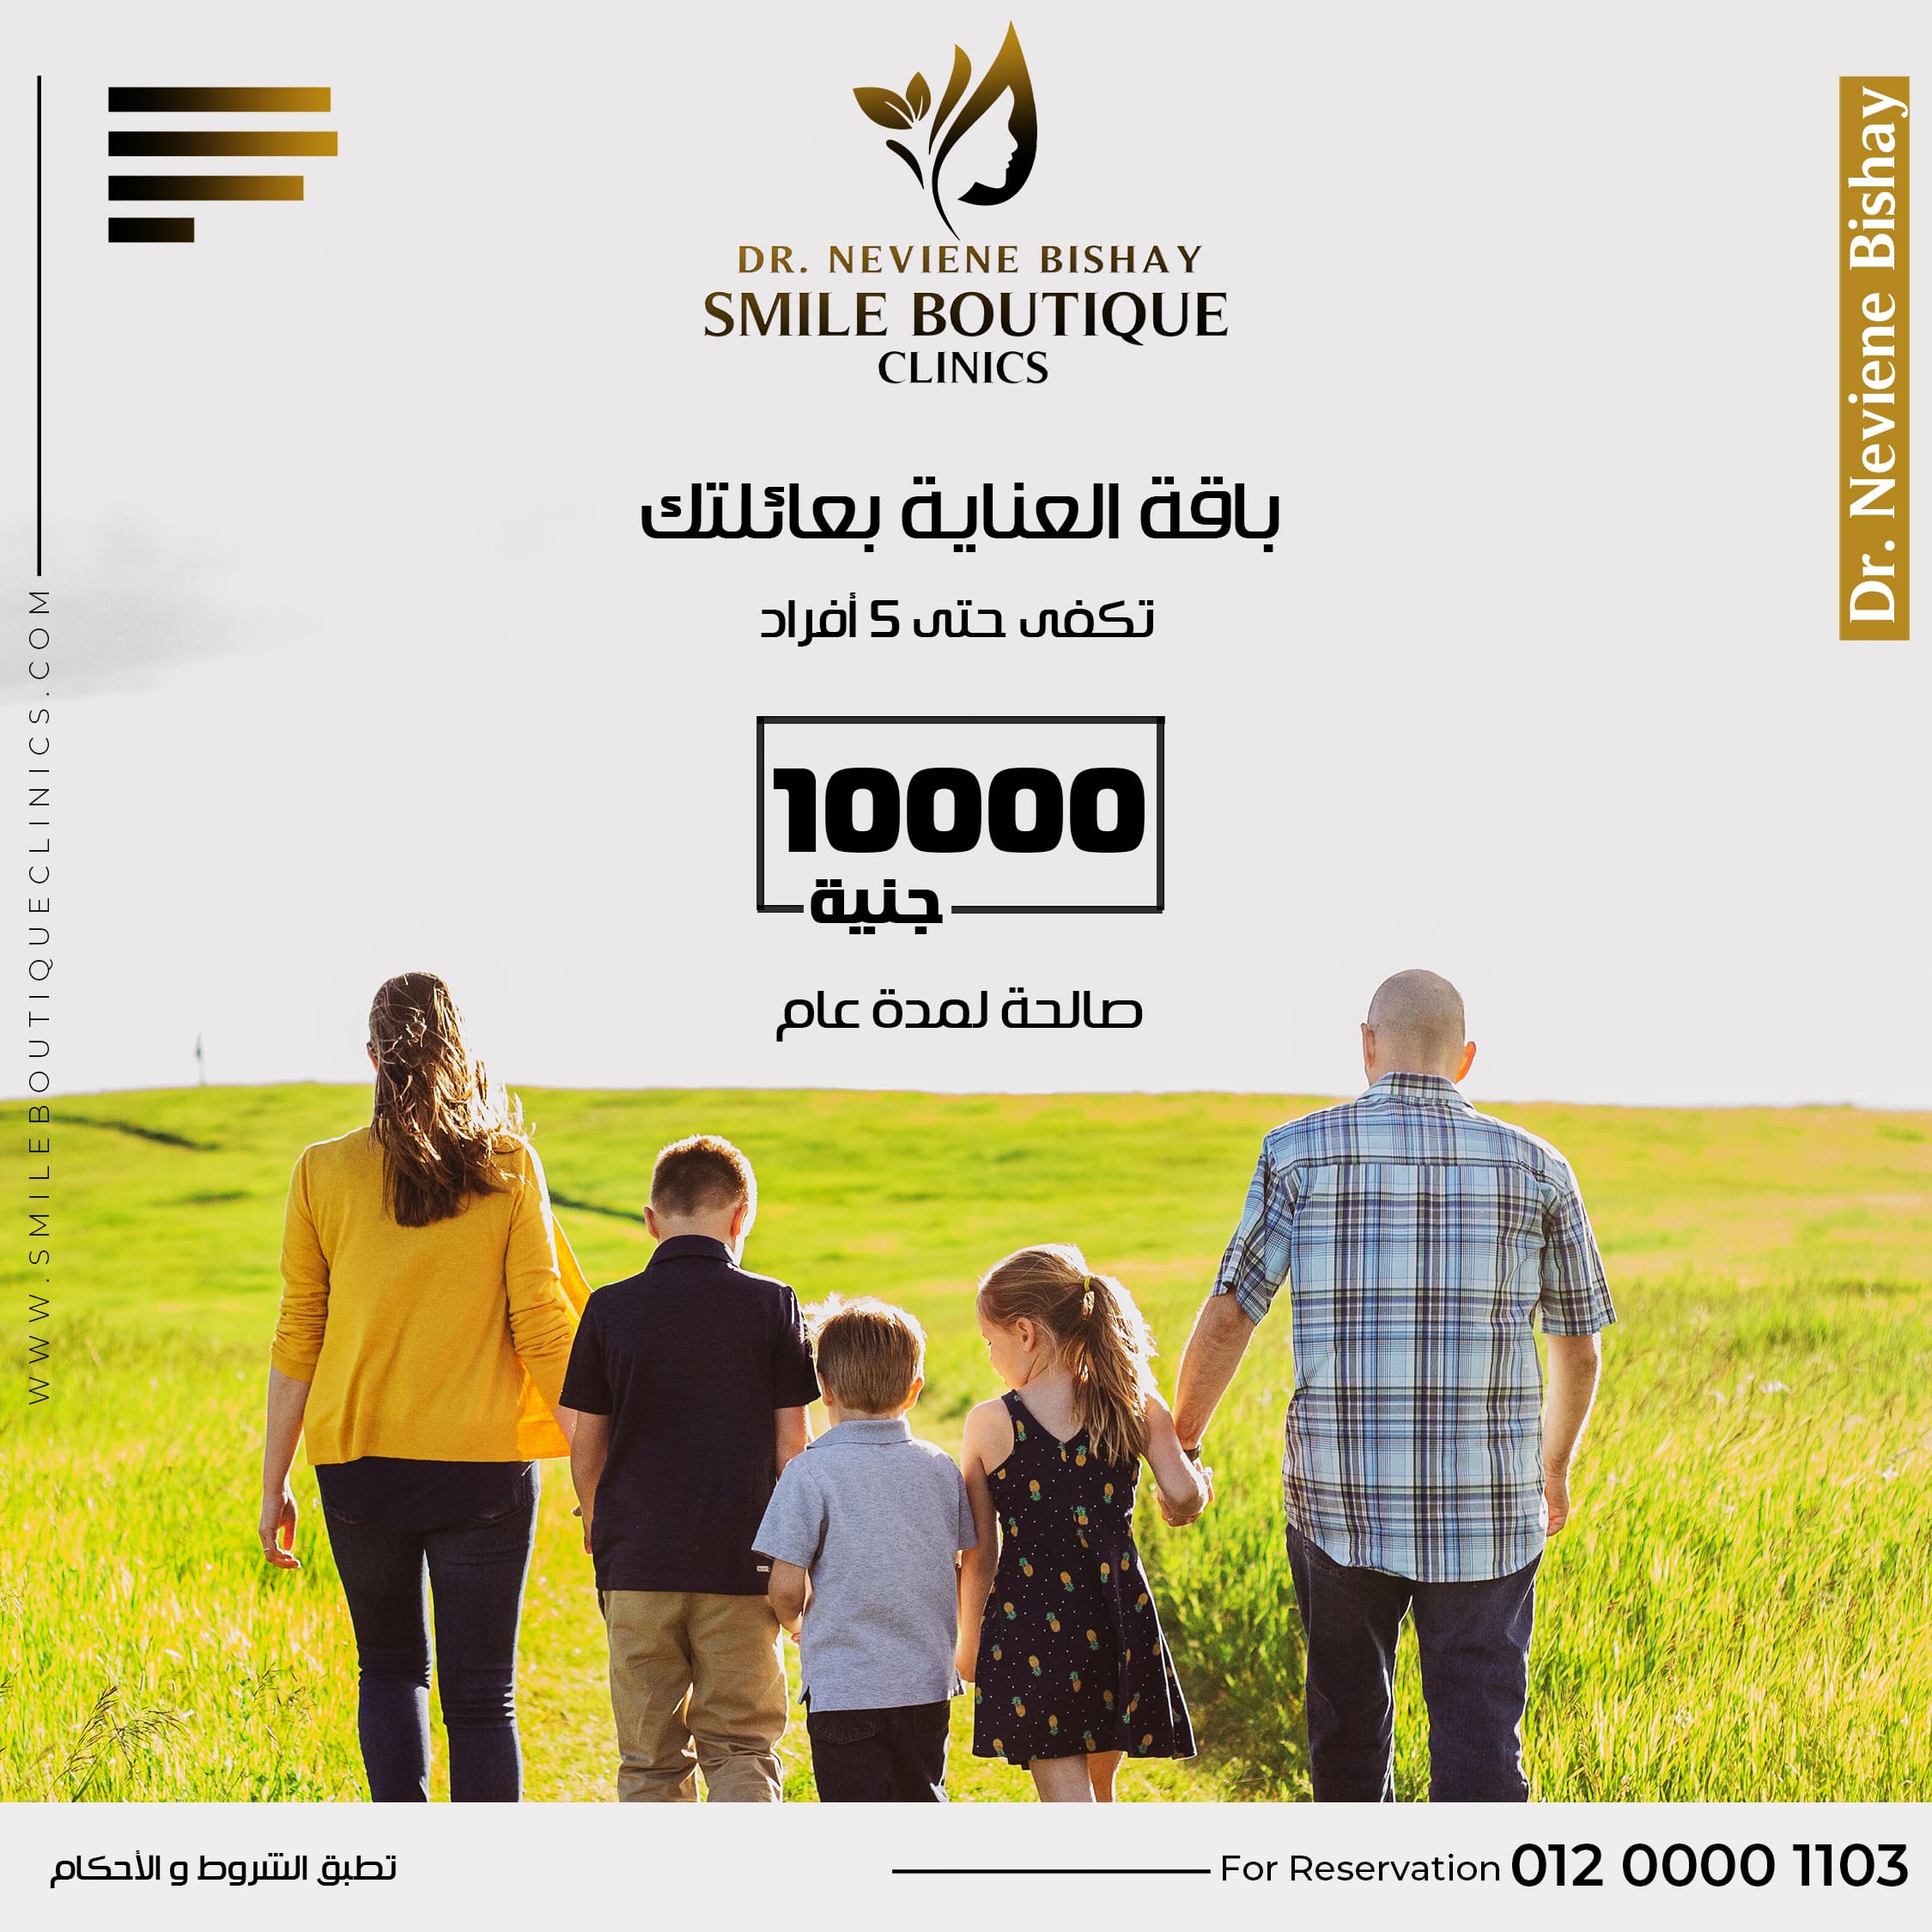 DR. NEVIENE BISHAY
SMILE BOUTIQUE
CLINICS
Dr. Neviene Bishay
WWW.SMILEBOUTIQUECLINICS.COM
باقة العناية بعائلتك
تكفى حتى 5 أفراد
10000
جنية
صالحة لمدة عام
تطبق الشروط و الأحكام
For Reservation 012 0000 1103